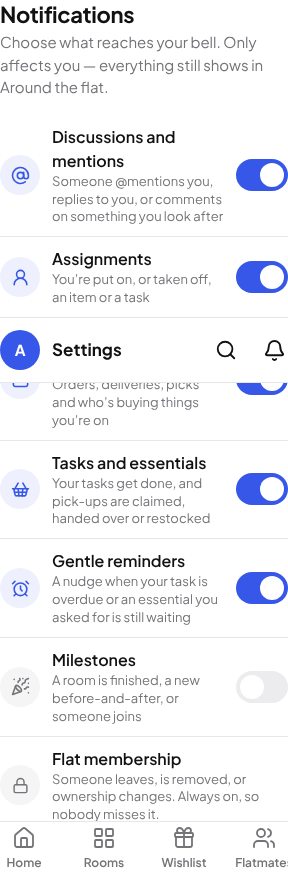 Notifications
Choose what reaches your bell. Only
affects you — everything still shows in
Around the flat.
Discussions and
mentions
Someone @mentions you,
replies to you, or comments
on something you look after
Assignments
You're put on, or taken off,
an item or a task
A Settings
Orders, deliveries, picks
and who's buying things
you're on
Tasks and essentials
Your tasks get done, and
pick-ups are claimed,
handed over or restocked
Gentle reminders
A nudge when your task is
overdue or an essential you
asked for is still waiting
Milestones
A room is finished, a new
before-and-after, or
someone joins
Flat membership
Someone leaves, is removed, or
ownership changes. Always on, so
nobody misses it.
Home Rooms Wishlist Flatmate